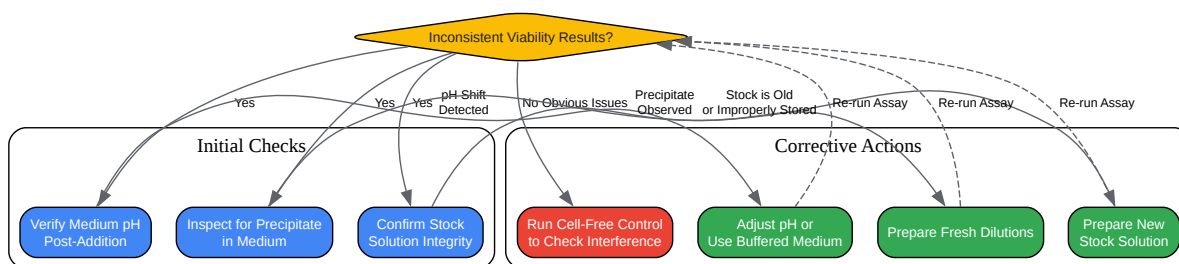 Inconsistent Viability Results?
Yes
Yes
Yes
pH Shift
Detected
No Obvious Issues
Precipitate
Observed
Stock is Old
or Improperly Stored
Re-run Assay
Re-run Assay
Re-run Assay
Initial Checks
Corrective Actions
Verify Medium pH
Post-Addition
Inspect for Precipitate
in Medium
Confirm Stock
Solution Integrity
Run Cell-Free Control
to Check Interference
Adjust pH or
Use Buffered Medium
Prepare Fresh Dilutions
Prepare New
Stock Solution